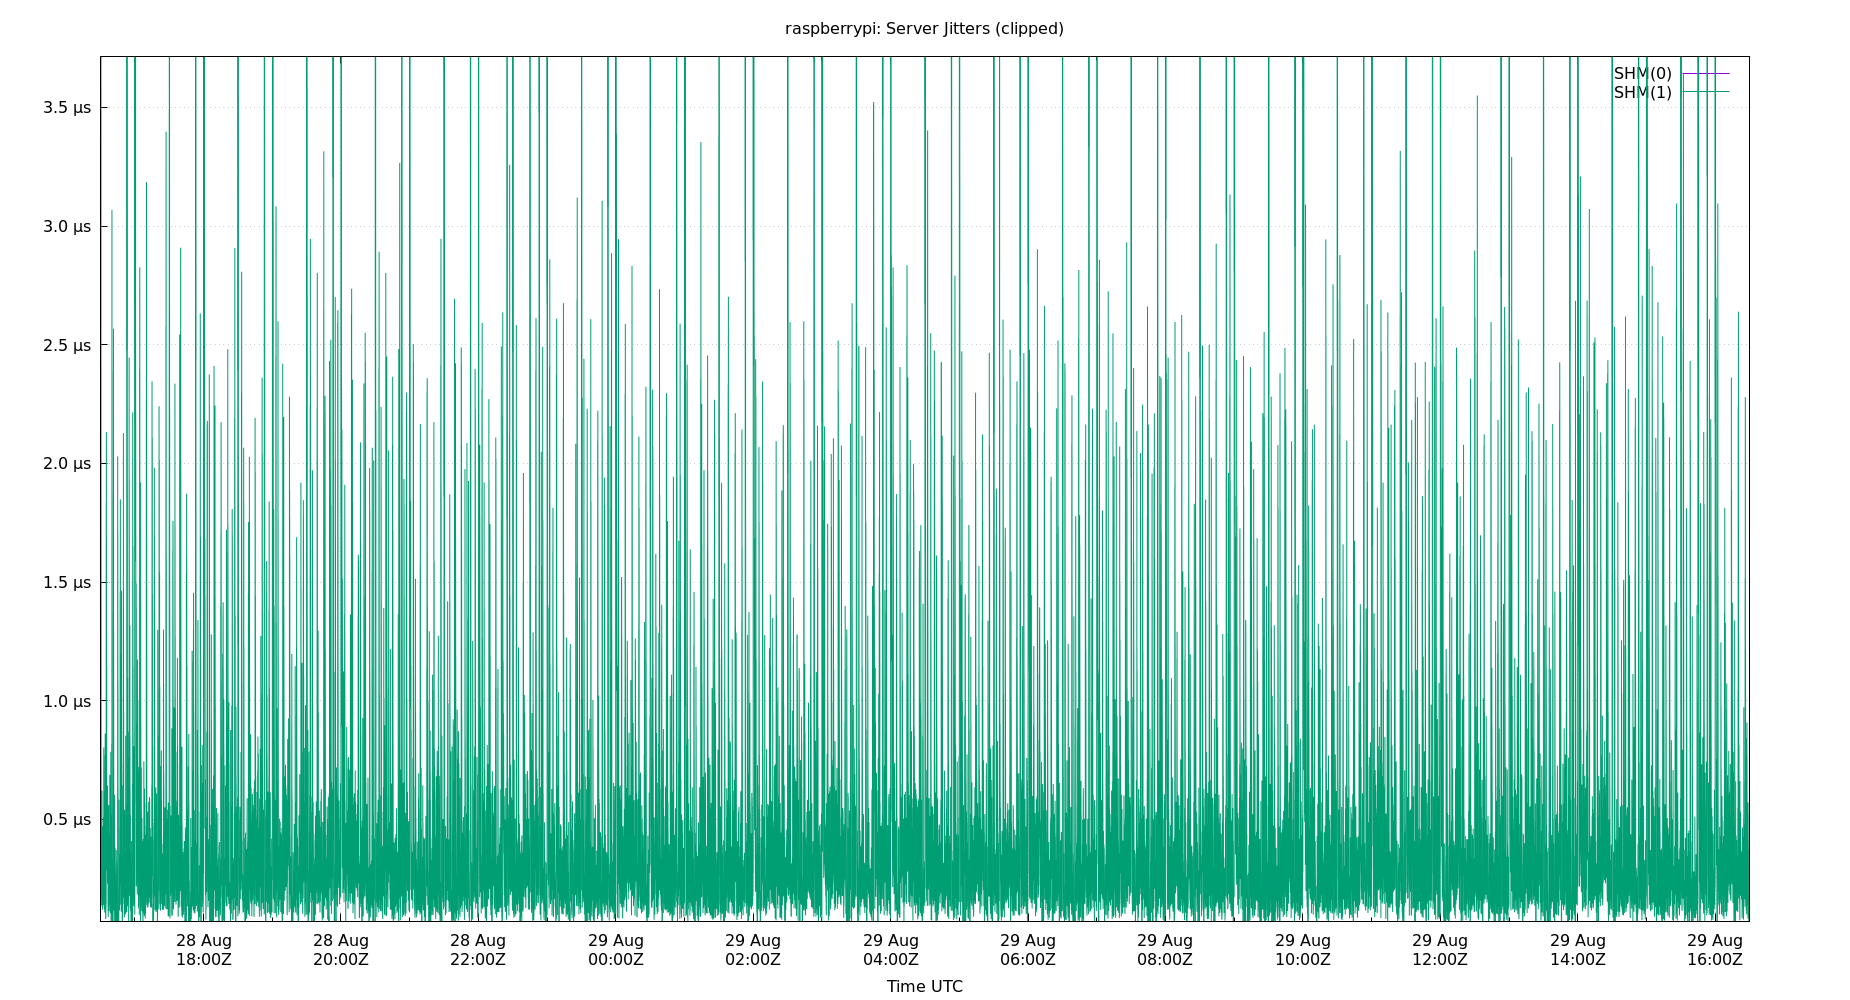 raspberrypi: Server Jitters (clipped)
SHM(0)
SHM(1)
3.5 µs
3.0 µs
2.5 µs
2.0 µs
1.5 µs
1.0 µs
0.5 µs
28 Aug 28 Aug 28 Aug 29 Aug 29 Aug 29 Aug 29 Aug 29 Aug 29 Aug 29 Aug 29 Aug 29 Aug
18:00Z 20:00Z 22:00Z 00:00Z 02:00Z 04:00Z 06:00Z 08:00Z 10:00Z 12:00Z 14:00Z 16:00Z
Time UTC